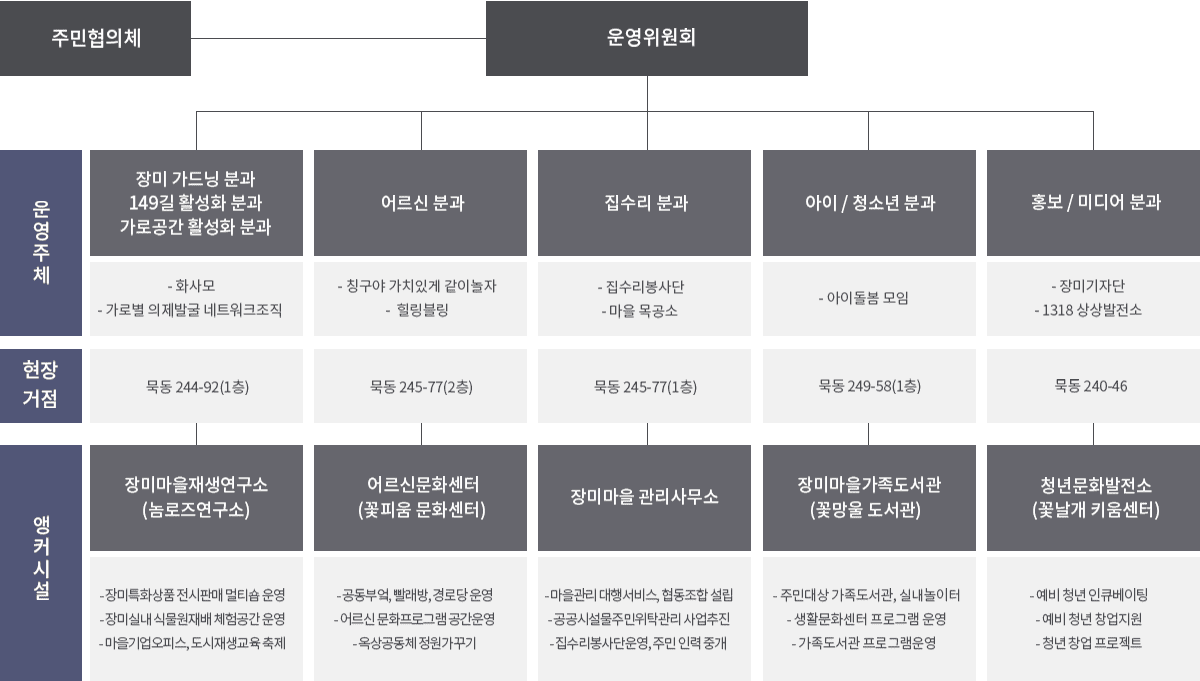 주민협의체
운영위원회
운영주체
장미 가드닝 분과
149길 활성화 분과
가로공간 활성화 분과
어르신 분과
집수리 분과
아이 / 청소년 분과
홍보 / 미디어 분과
- 화사모
- 가로별 의제발굴 네트워크조직
- 칭구야 가치있게 같이놀자
- 힐링블링
- 집수리봉사단
- 마을 목공소
- 아이돌봄 모임
- 장미기자단
- 1318 상상발전소
현장
거점
묵동 244-92(1층)
묵동 245-77(2층)
묵동 245-77(1층)
묵동 249-58(1층)
묵동 240-46
앵커시설
장미마을재생연구소
(놈로즈연구소)
어르신문화센터
(꽃피움 문화센터)
장미마을 관리사무소
장미마을가족도서관
(꽃망울 도서관)
청년문화발전소
(꽃날개 키움센터)
-장미특화상품 전시판매 멀티숍 운영
-장미실내 식물원재배 체험공간 운영
-마을기업오피스, 도시재생교육 축제
-공동부엌, 빨래방, 경로당 운영
-어르신 문화프로그램 공간운영
-옥상공동체 정원가꾸기
-마을관리 대행서비스, 협동조합 설립
-공공시설물주민위탁관리 사업추진
-집수리봉사단운영, 주민 인력 중개
- 주민대상 가족도서관, 실내놀이터
- 생활문화센터 프로그램 운영
- 가족도서관 프로그램운영
- 예비 청년 인큐베이팅
- 예비 청년 창업지원
- 청년 창업 프로젝트